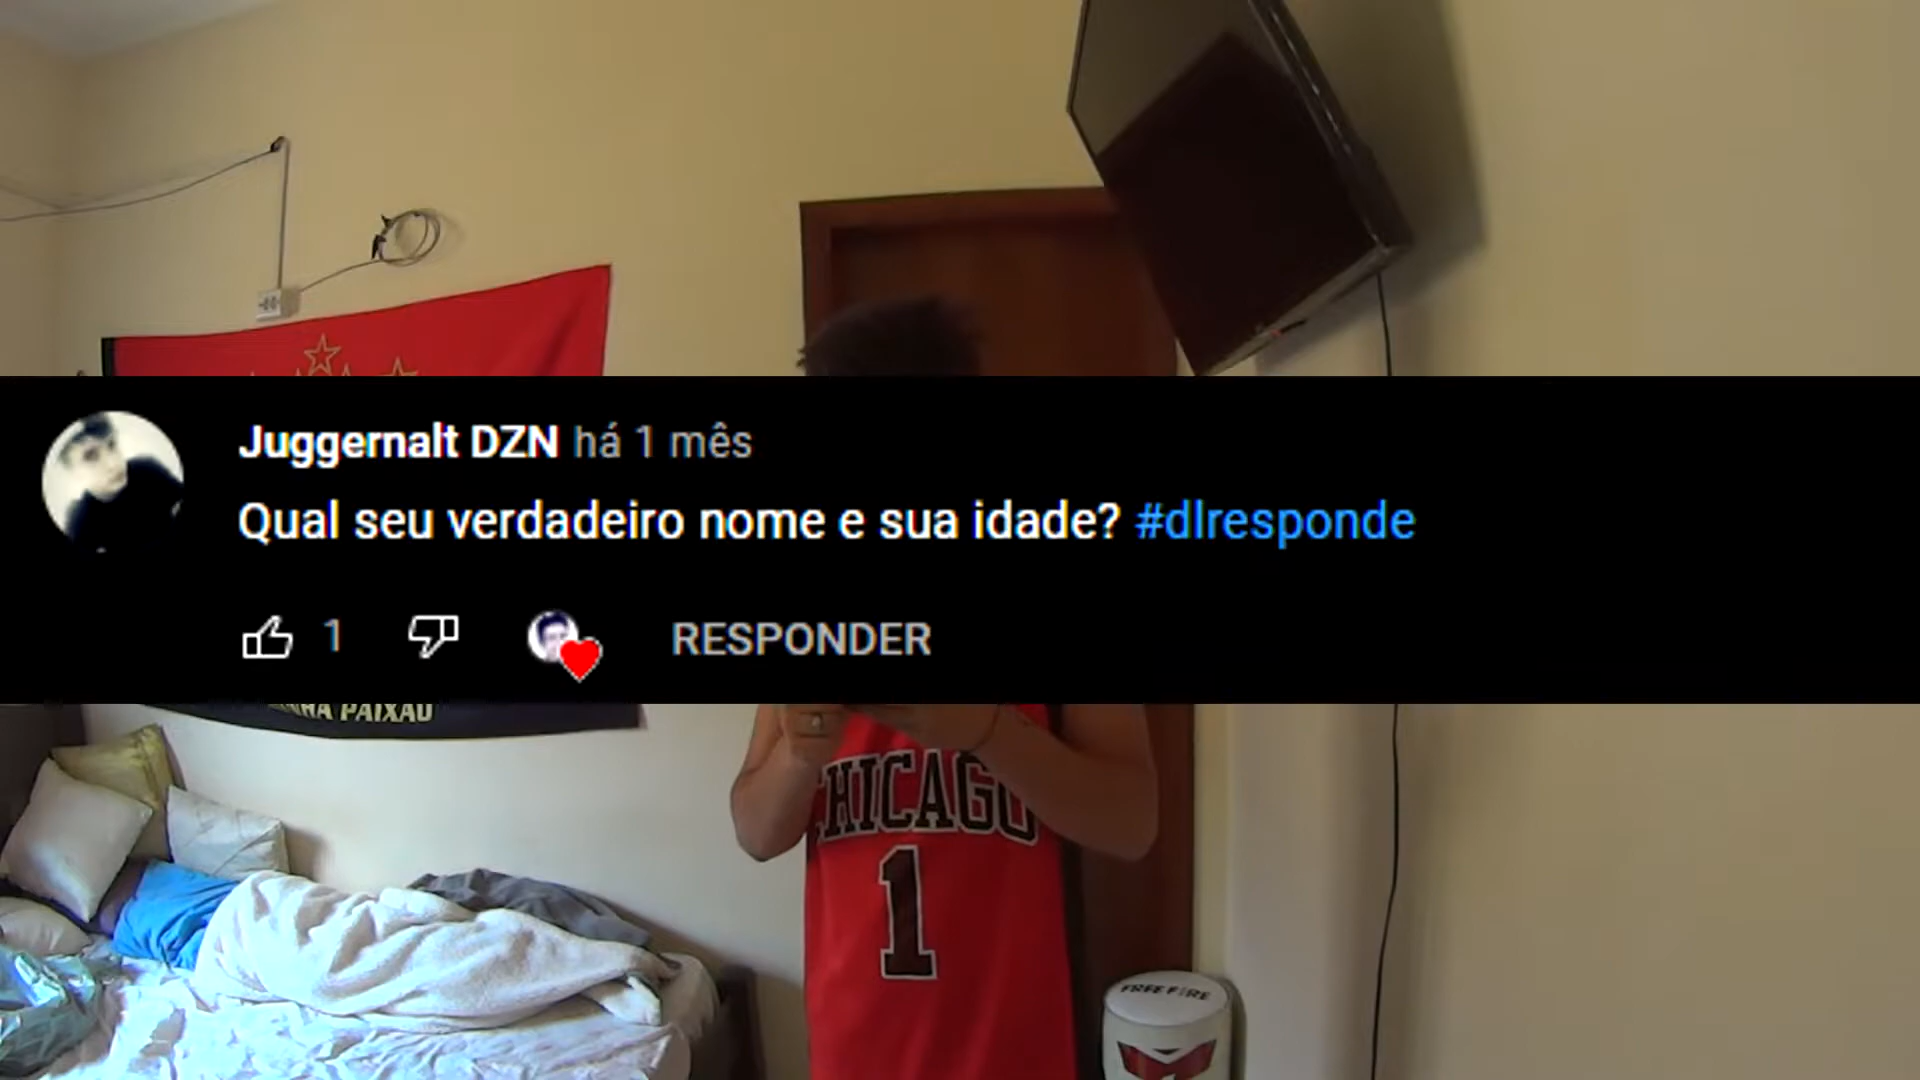 Juggernalt DZN há 1 mês
Qual seu verdadeiro nome e sua idade? #dlresponde
1
RESPONDER
PAIXÃO
CHICAGO
1
FREE FIRE